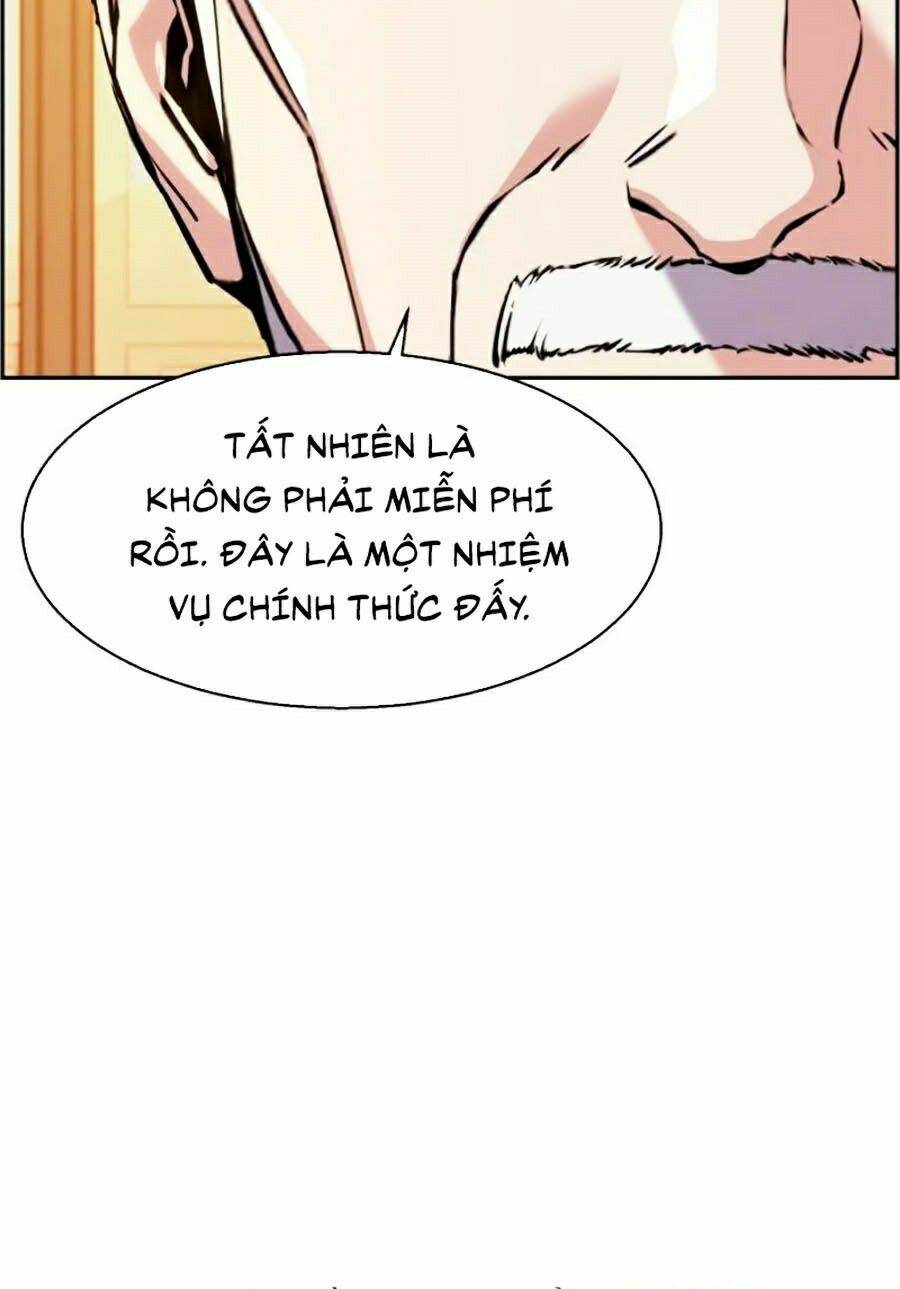 TẤT NHIÊN LÀ
KHÔNG PHẢI MIỄN PHÍ
RỒI. ĐÂY LÀ MỘT NHIỆM
VỤ CHÍNH THỨC ĐẤY.